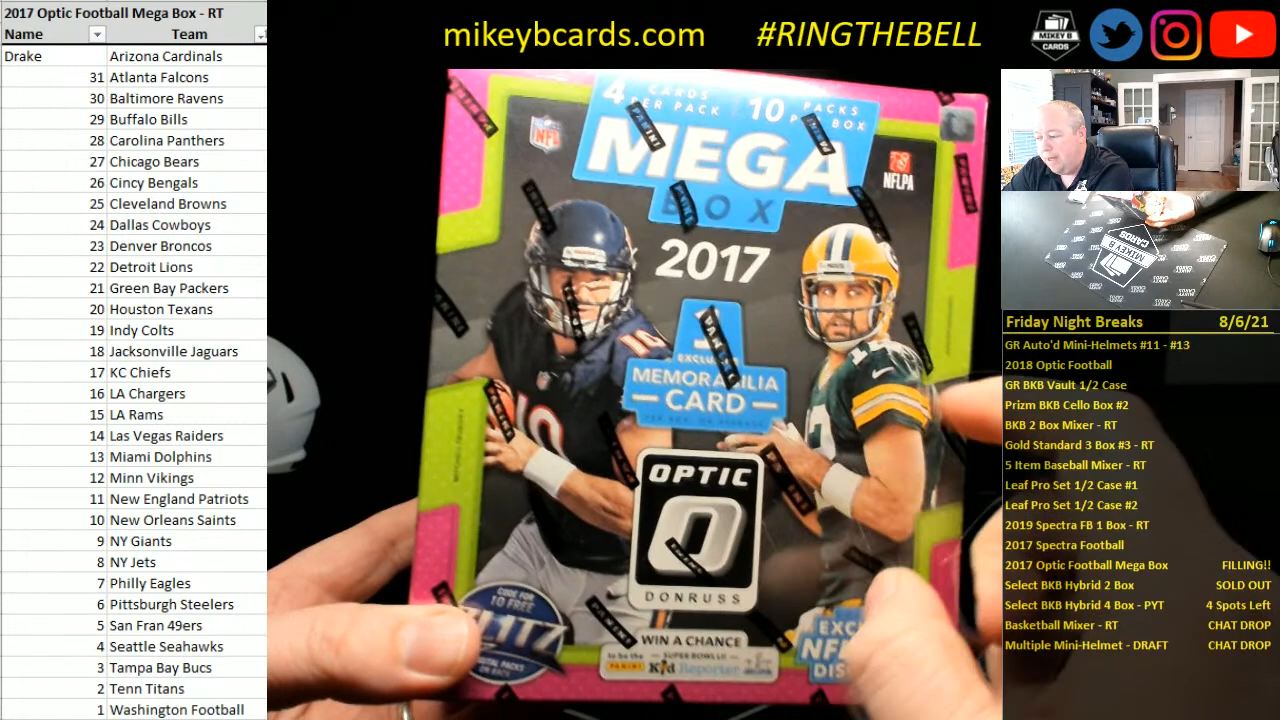 2017 Optic Football Mega Box - RT
Name Team
Drake Arizona Cardinals
31 Atlanta Falcons
30 Baltimore Ravens
29 Buffalo Bills
28 Carolina Panthers
27 Chicago Bears
26 Cincy Bengals
25 Cleveland Browns
24 Dallas Cowboys
23 Denver Broncos
22 Detroit Lions
21 Green Bay Packers
20 Houston Texans
19 Indy Colts
18 Jacksonville Jaguars
17 KC Chiefs
16 LA Chargers
15 LA Rams
14 Las Vegas Raiders
13 Miami Dolphins
12 Minn Vikings
11 New England Patriots
10 New Orleans Saints
9 NY Giants
8 NY Jets
7 Philly Eagles
6 Pittsburgh Steelers
5 San Fran 49ers
4 Seattle Seahawks
3 Tampa Bay Bucs
2 Tenn Titans
1 Washington Football
mikeybcards.com #RINGTHEBELL
MIKEY B
CARDS
4 CARDS PER PACK 10 PACKS PER BOX
MEGA
BOX
2017
NFL
NFLPA
MEMORABILIA
CARD
OPTIC
DONRUSS
CODE FOR
10 FREE
BLITZ
WIN A CHANCE
to be the PANINI Kid Reporter
MIKEY B
CARDS
Friday Night Breaks 8/6/21
GR Auto'd Mini-Helmets #11 - #13
2018 Optic Football
GR BKB Vault 1/2 Case
Prizm BKB Cello Box #2
BKB 2 Box Mixer - RT
Gold Standard 3 Box #3 - RT
5 Item Baseball Mixer - RT
Leaf Pro Set 1/2 Case #1
Leaf Pro Set 1/2 Case #2
2019 Spectra FB 1 Box - RT
2017 Spectra Football
2017 Optic Football Mega Box FILLING!!
Select BKB Hybrid 2 Box SOLD OUT
Select BKB Hybrid 4 Box - PYT 4 Spots Left
Basketball Mixer - RT CHAT DROP
Multiple Mini-Helmet - DRAFT CHAT DROP